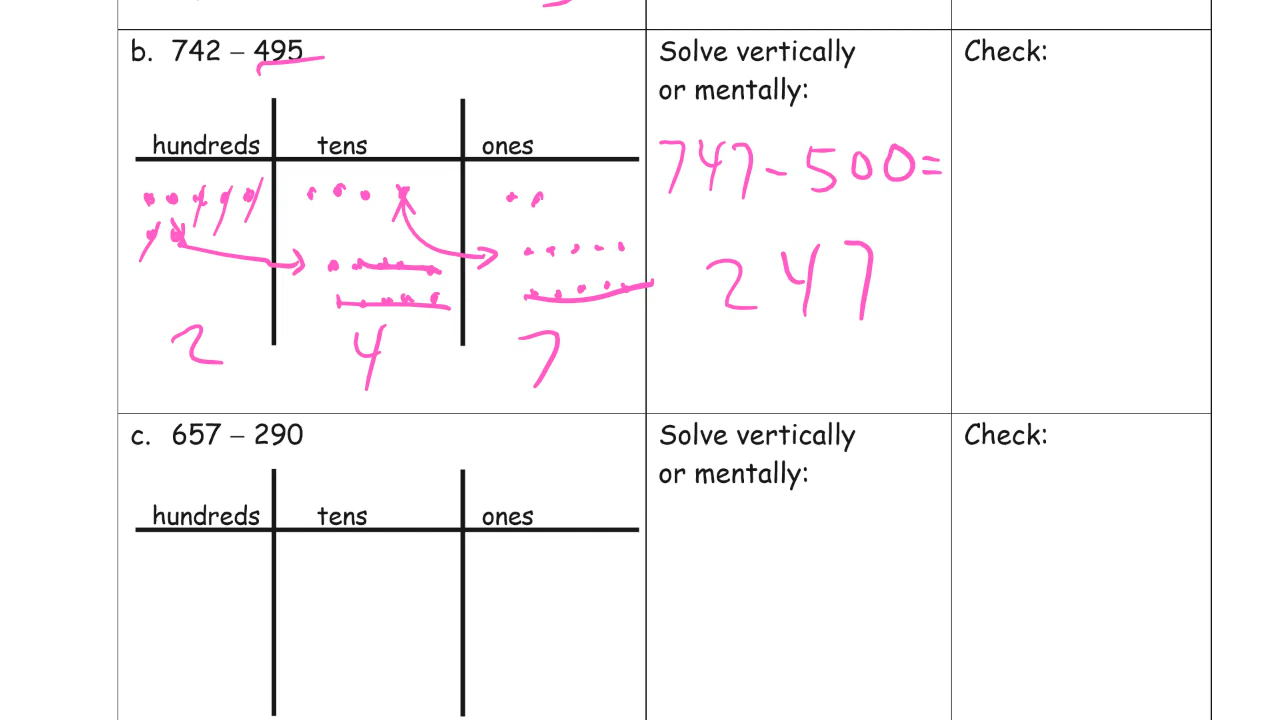 b. 742 – 495
Solve vertically
or mentally:
Check:
hundreds tens ones
747-500=
247
2 4 7
c. 657 – 290
Solve vertically
or mentally:
Check:
hundreds tens ones